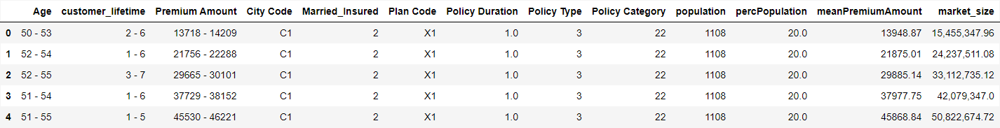 Age customer_lifetime Premium Amount City Code Married_Insured Plan Code Policy Duration Policy Type Policy Category population percPopulation meanPremiumAmount market_size
0 50 - 53 2 - 6 13718 - 14209 C1 2 X1 1.0 3 22 1108 20.0 13948.87 15,455,347.96
1 52 - 54 1 - 6 21756 - 22288 C1 2 X1 1.0 3 22 1108 20.0 21875.01 24,237,511.08
2 52 - 55 3 - 7 29665 - 30101 C1 2 X1 1.0 3 22 1108 20.0 29885.14 33,112,735.12
3 51 - 54 1 - 6 37729 - 38152 C1 2 X1 1.0 3 22 1108 20.0 37977.75 42,079,347.0
4 51 - 55 1 - 5 45530 - 46221 C1 2 X1 1.0 3 22 1108 20.0 45868.84 50,822,674.72